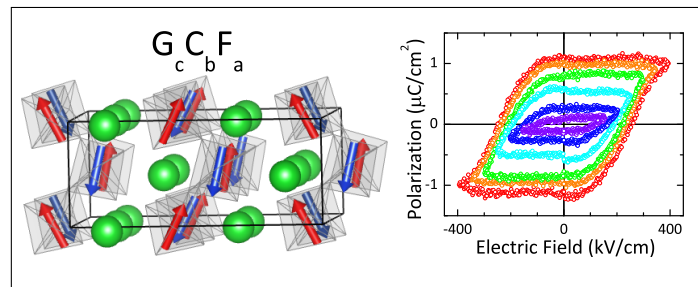 GcCbFa
Polarization (μC/cm²)
1
0
-1
-400
0
400
Electric Field (kV/cm)